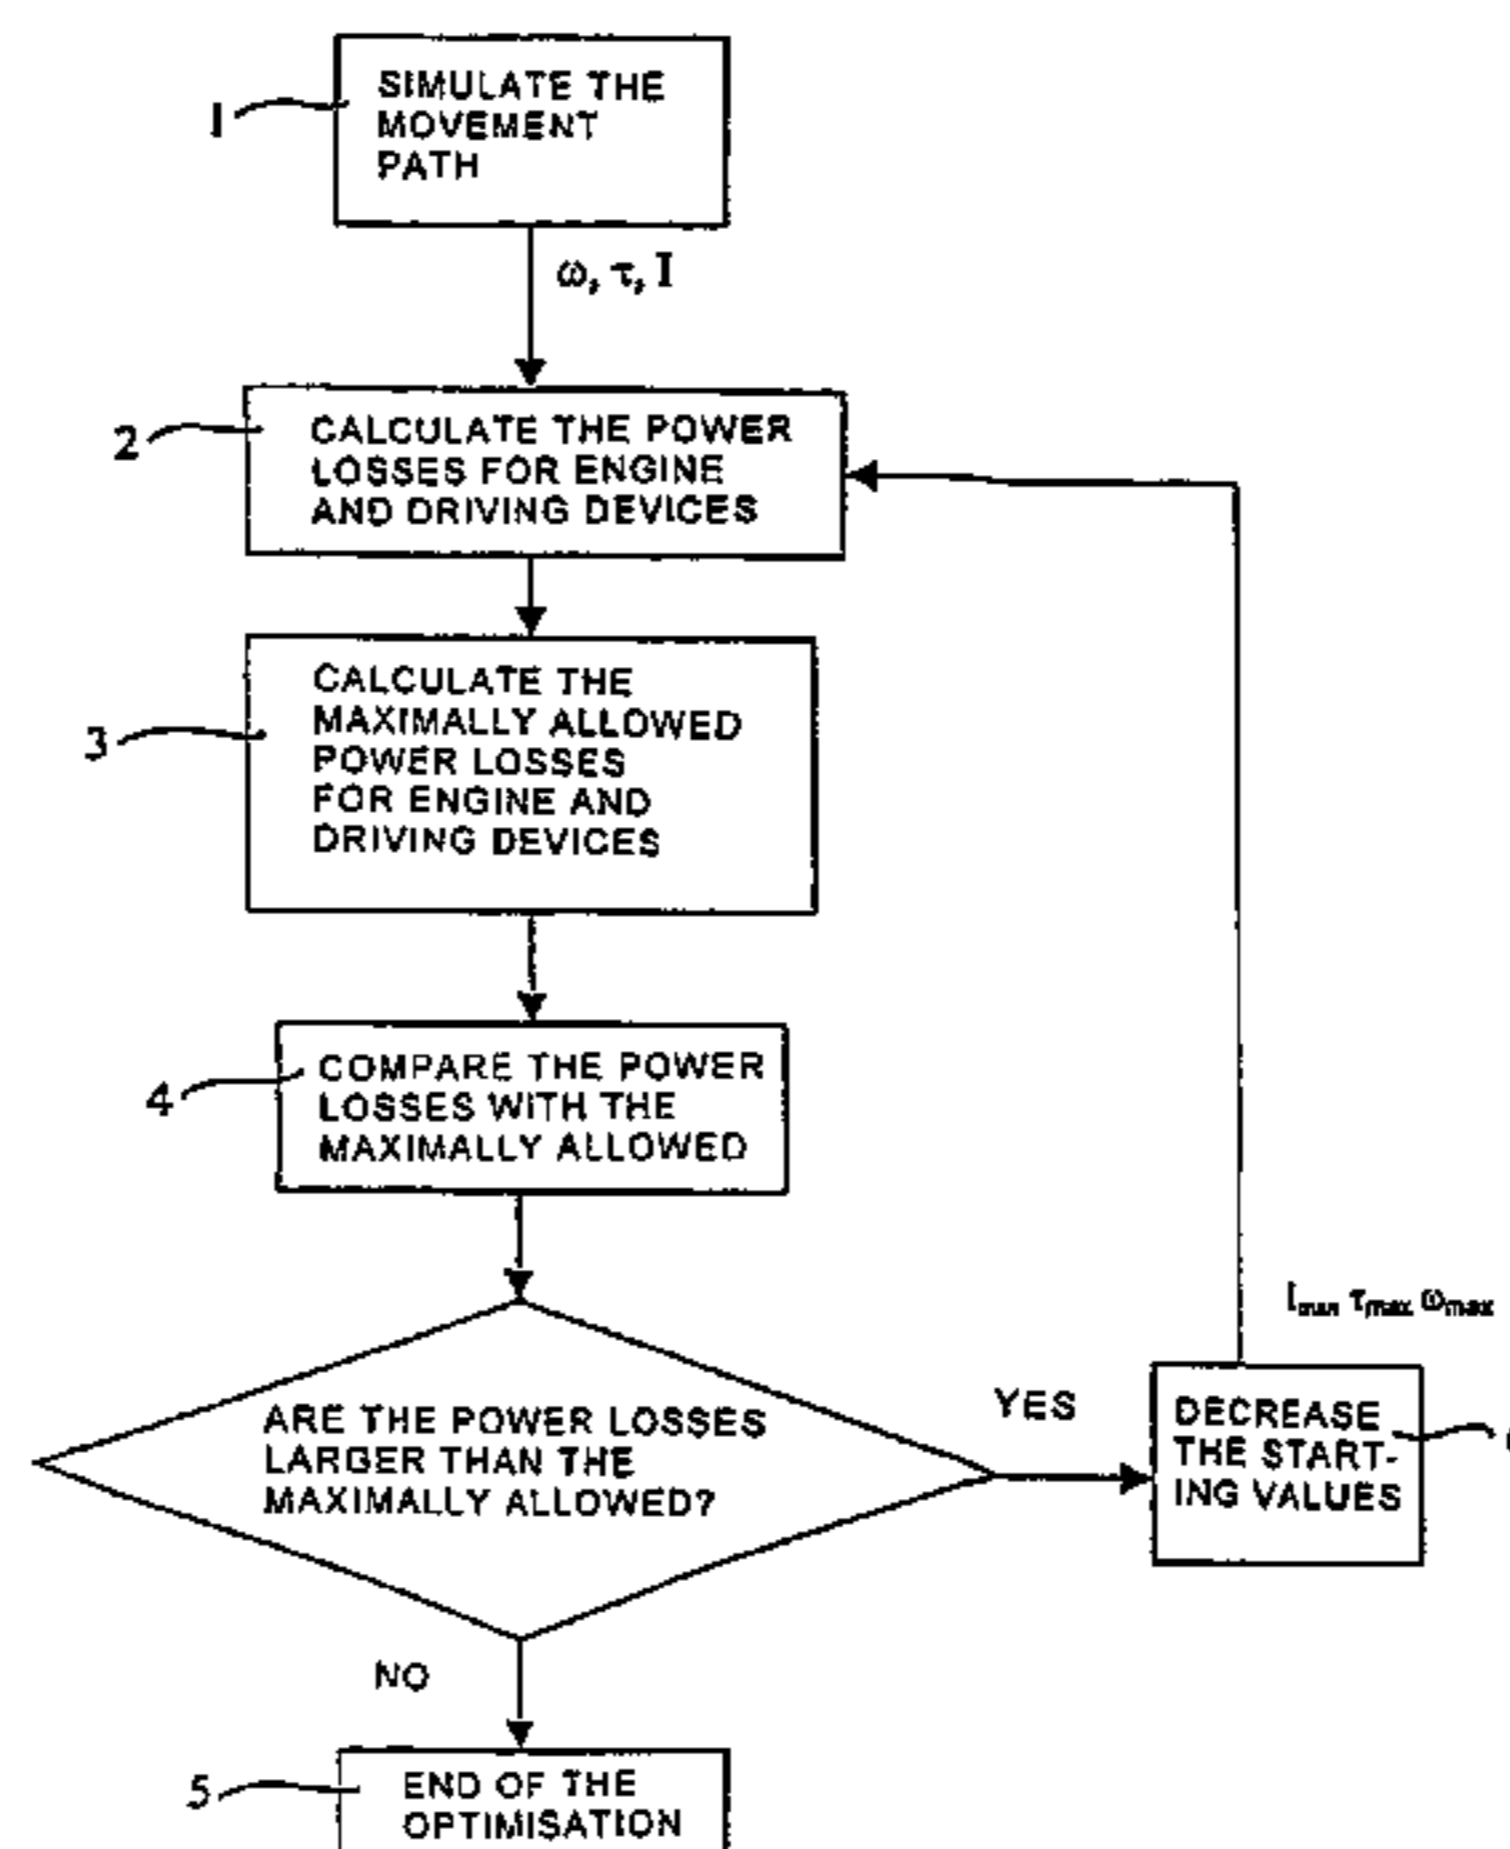 1
SIMULATE THE
MOVEMENT
PATH
ω, τ, I
2
CALCULATE THE POWER
LOSSES FOR ENGINE
AND DRIVING DEVICES
3
CALCULATE THE
MAXIMALLY ALLOWED
POWER LOSSES
FOR ENGINE AND
DRIVING DEVICES
4
COMPARE THE POWER
LOSSES WITH THE
MAXIMALLY ALLOWED
ARE THE POWER LOSSES
LARGER THAN THE
MAXIMALLY ALLOWED?
YES
τmax ωmax
DECREASE
THE START-
ING VALUES
NO
5
END OF THE
OPTIMISATION